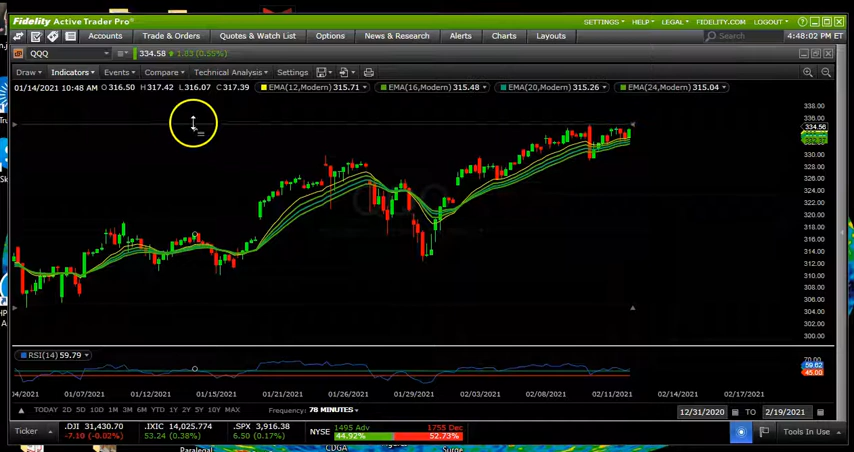 Fidelity Active Trader Pro® SETTINGS HELP LEGAL FIDELITY.COM LOGOUT
Accounts Trade & Orders Quotes & Watch List Options News & Research Alerts Charts Layouts Search 4:48:02 PM ET
QQQ 334.58 1.83 (0.55%)
Draw Indicators Events Compare Technical Analysis Settings
01/14/2021 10:48 AM O 316.50 H 317.42 L 316.07 C 317.39 EMA(12,Modern) 315.71 EMA(16,Modern) 315.48 EMA(20,Modern) 315.26 EMA(24,Modern) 315.04
338.00
336.00
334.56
330.00
328.00
326.00
324.00
322.00
320.00
318.00
316.00
314.00
312.00
310.00
308.00
306.00
304.00
302.00
300.00
QQQ
RSI(14) 59.79
70.00
59.62
45.00
04/2021 01/07/2021 01/12/2021 01/15/2021 01/21/2021 01/26/2021 01/29/2021 02/03/2021 02/08/2021 02/11/2021 02/14/2021 02/17/2021
TODAY 2D 5D 10D 1M 3M 6M YTD 1Y 2Y 5Y 10Y MAX Frequency: 78 MINUTES 12/31/2020 TO 2/19/2021
Ticker .DJI 31,430.70 .IXIC 14,025.774 .SPX 3,916.38 NYSE 1495 Adv 1755 Dec Tools In Use
-7.10 (-0.02%) 53.24 (0.38%) 6.50 (0.17%) 44.92% 52.73%
Paralegal CDGA Surge